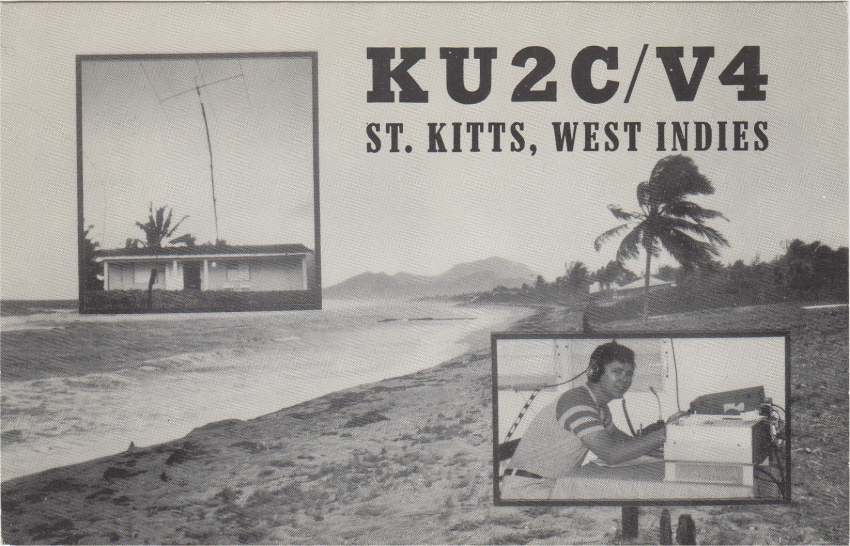 KU2C/V4
ST. KITTS, WEST INDIES